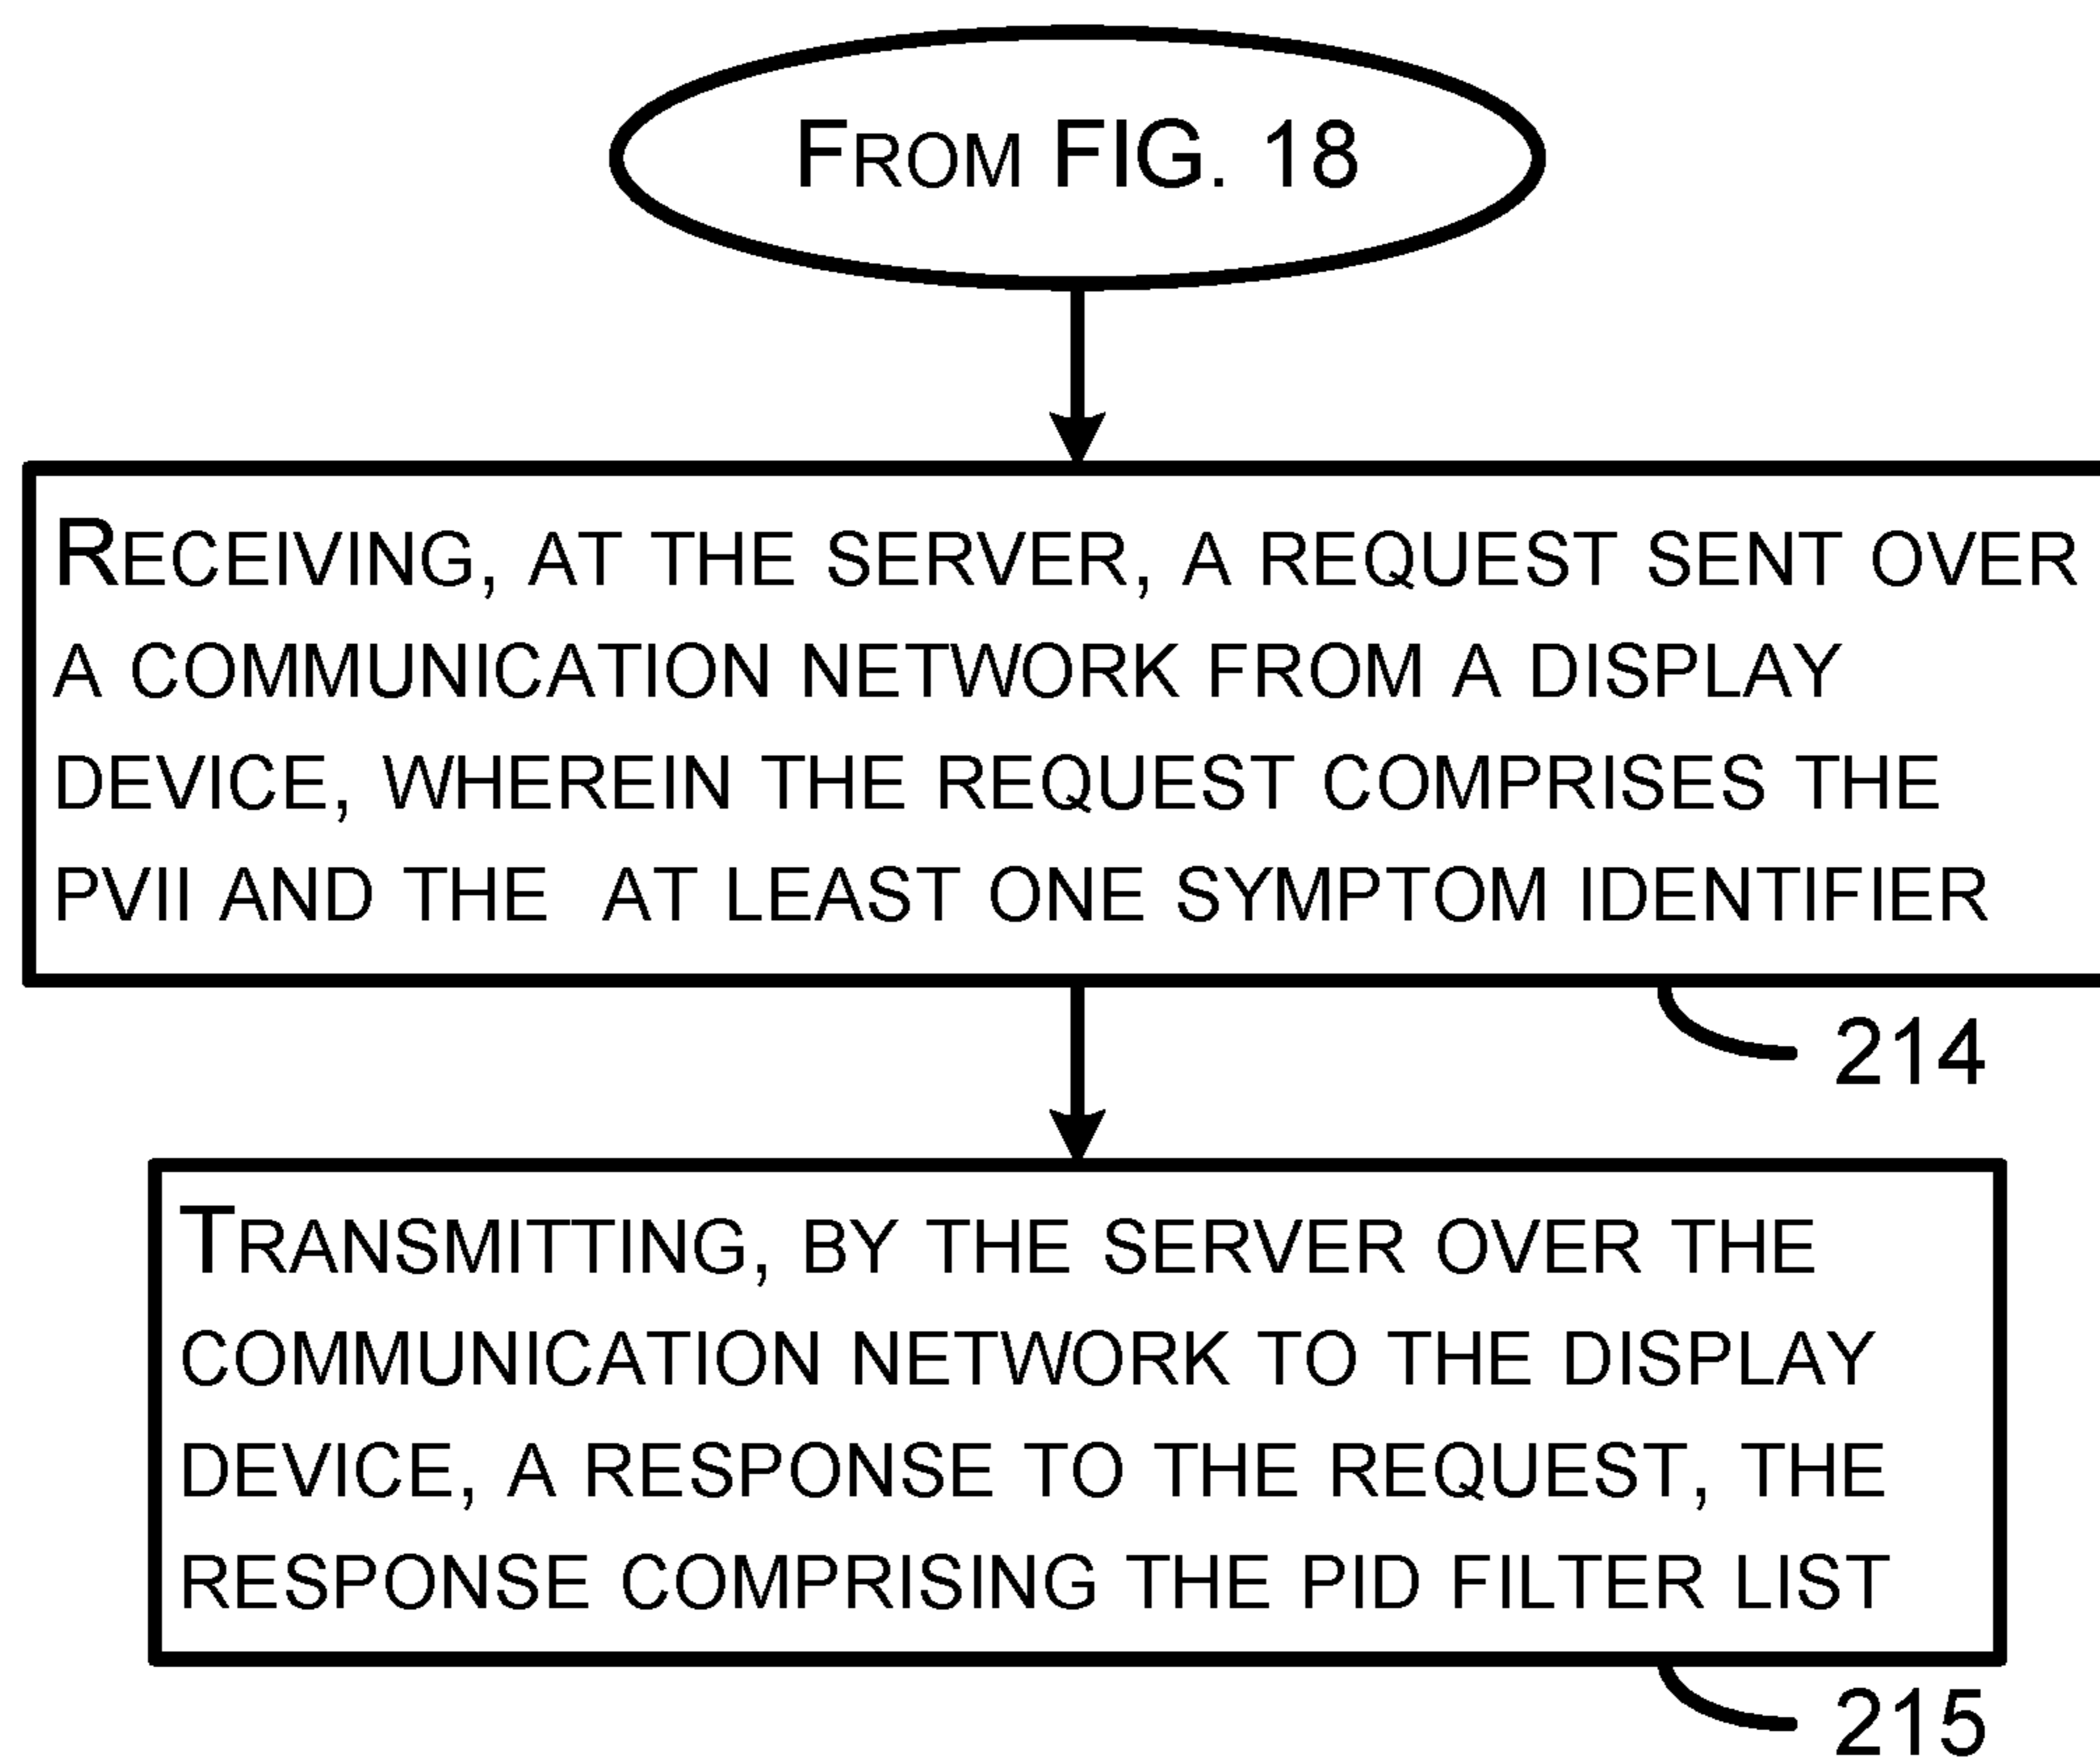 FROM FIG. 18
RECEIVING, AT THE SERVER, A REQUEST SENT OVER
A COMMUNICATION NETWORK FROM A DISPLAY
DEVICE, WHEREIN THE REQUEST COMPRISES THE
PVII AND THE AT LEAST ONE SYMPTOM IDENTIFIER
214
TRANSMITTING, BY THE SERVER OVER THE
COMMUNICATION NETWORK TO THE DISPLAY
DEVICE, A RESPONSE TO THE REQUEST, THE
RESPONSE COMPRISING THE PID FILTER LIST
215